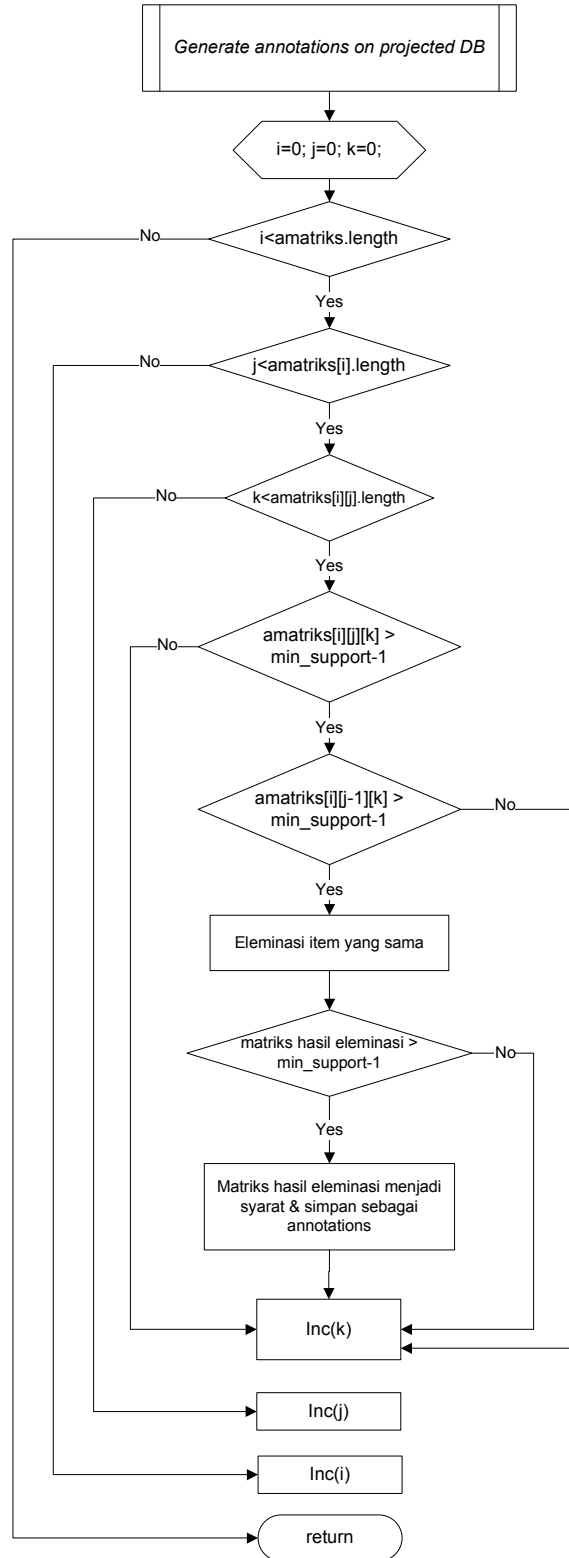 Generate annotations on projected DB
i=0; j=0; k=0;
No
i<amatriks.length
Yes
No
j<amatriks[i].length
Yes
No
k<amatriks[i][j].length
Yes
No
amatriks[i][j][k] >
min_support-1
Yes
amatriks[i][j-1][k] >
min_support-1
No
Yes
Eleminasi item yang sama
matriks hasil eleminasi >
min_support-1
No
Yes
Matriks hasil eleminasi menjadi
syarat & simpan sebagai
annotations
Inc(k)
Inc(j)
Inc(i)
return